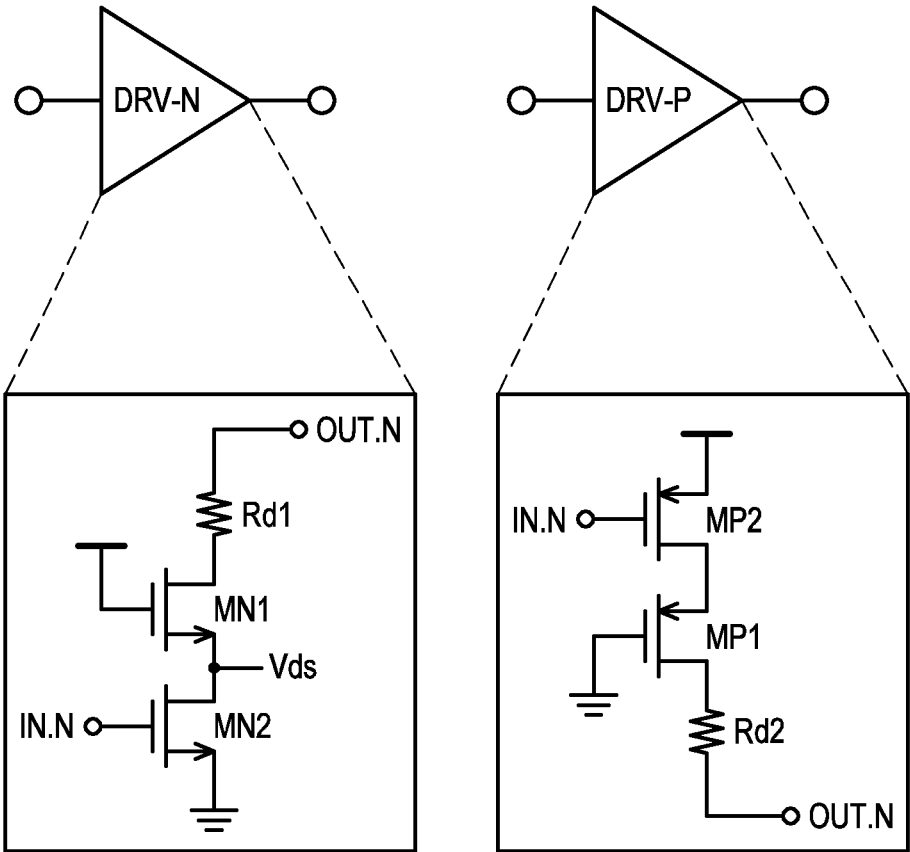 DRV-N
DRV-P
OUT.N
Rd1
MN1
Vds
IN.N
MN2
IN.N
MP2
MP1
Rd2
OUT.N